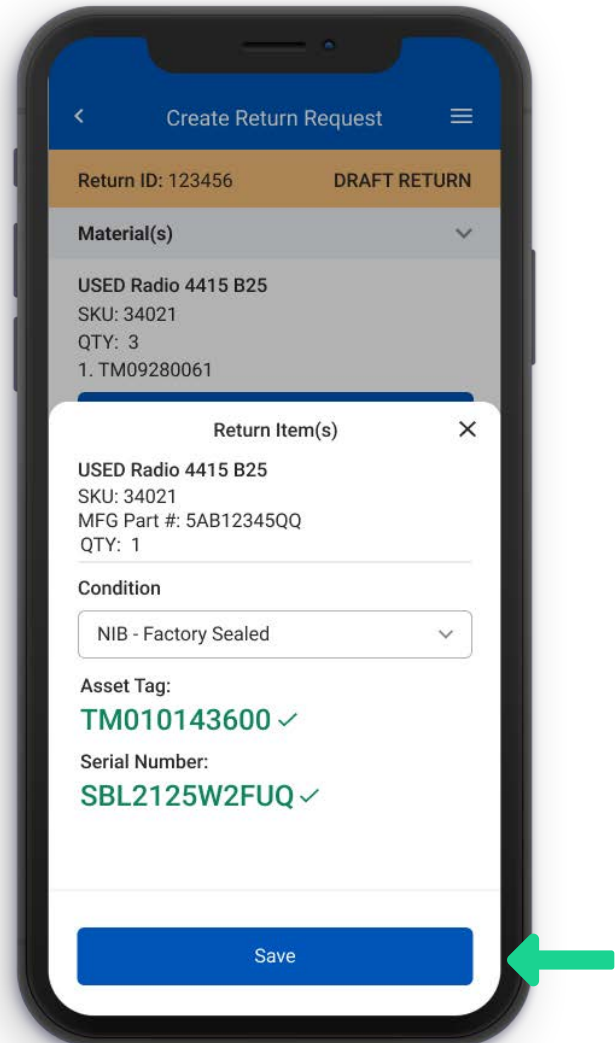 Create Return Request
Return ID: 123456 DRAFT RETURN
Material(s)
USED Radio 4415 B25
SKU: 34021
QTY: 3
1. TM09280061
Return Item(s)
USED Radio 4415 B25
SKU: 34021
MFG Part #: 5AB12345QQ
QTY: 1
Condition
NIB - Factory Sealed
Asset Tag:
TM010143600
Serial Number:
SBL2125W2FUQ
Save